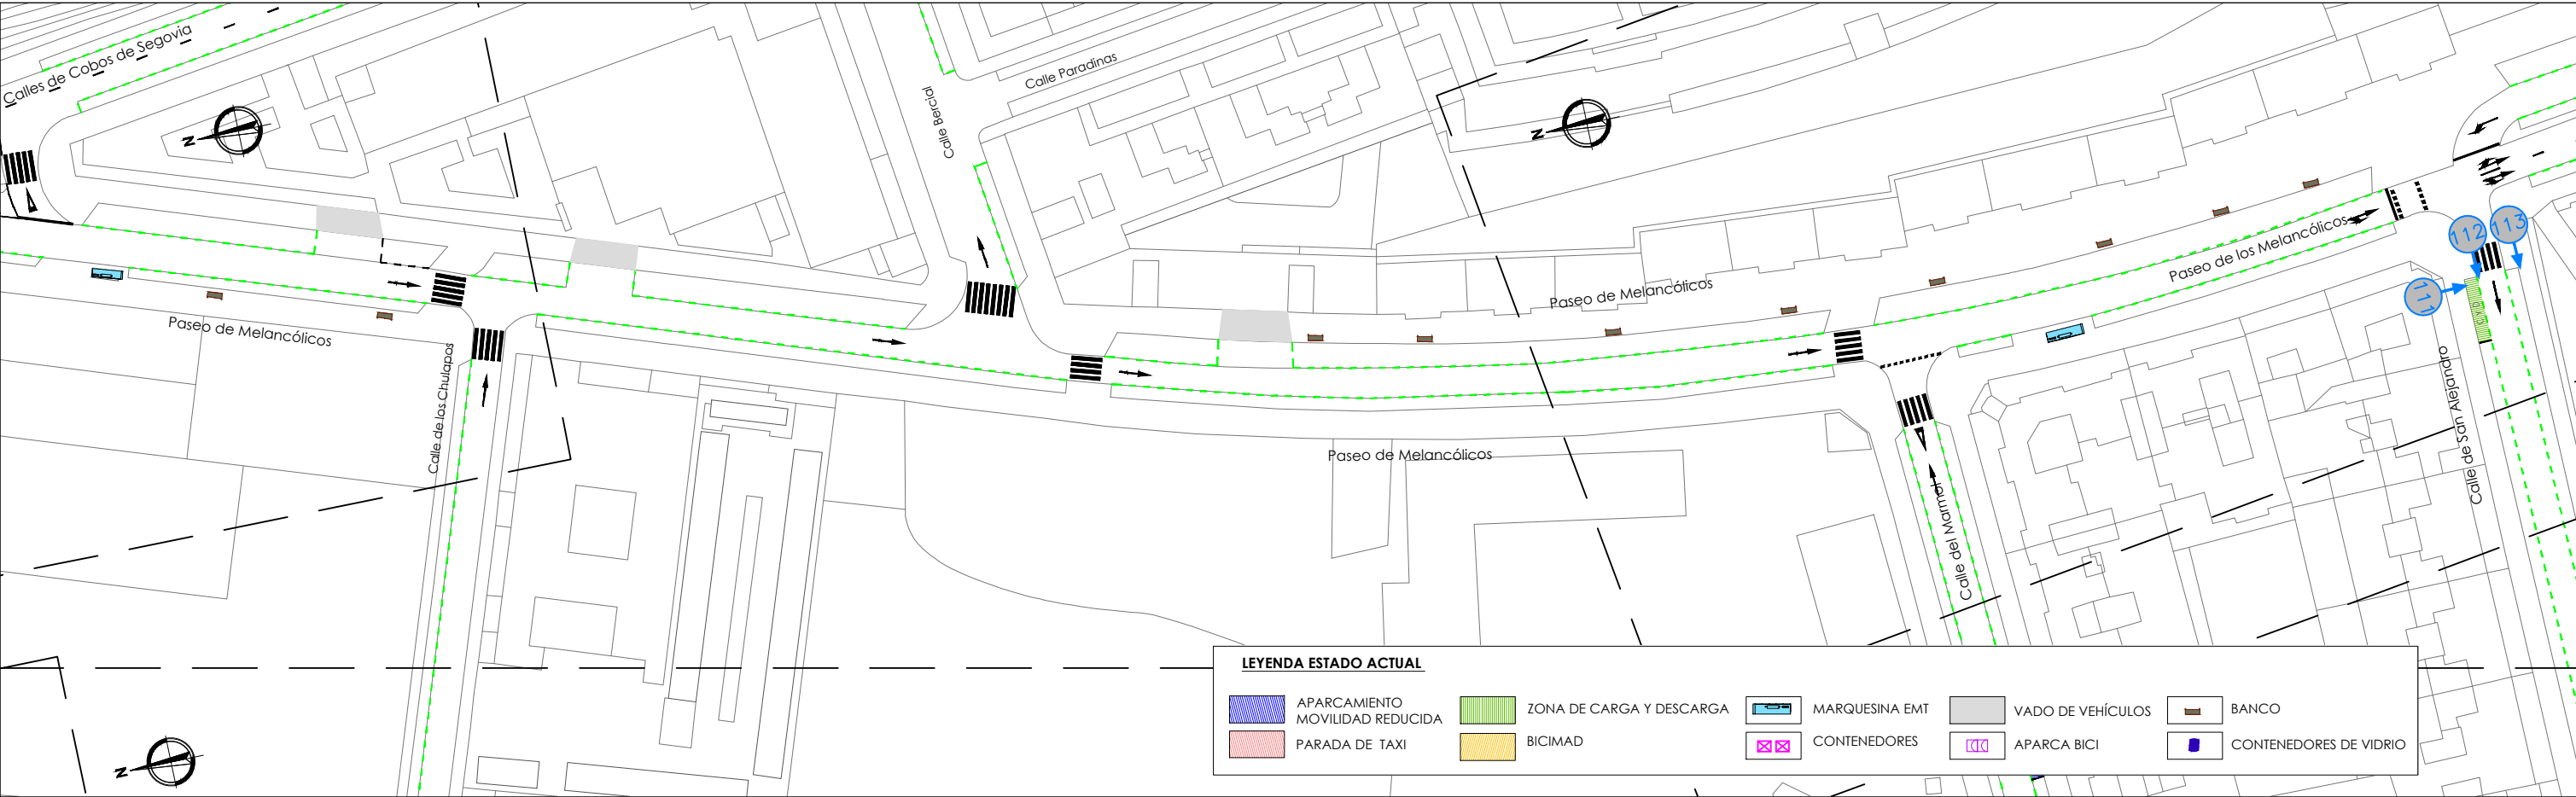 Calles de Cobos de Segovia
N
Calle Paradinas
Calle Bercial
N
Paseo de Melancólicos
Calle de los Chulapos
Paseo de Melancólicos
Paseo de Melancólicos
Paseo de los Melancólicos
112
113
111
Calle del Marmol
Calle de San Alejandro
N
LEYENDA ESTADO ACTUAL
APARCAMIENTO
MOVILIDAD REDUCIDA
ZONA DE CARGA Y DESCARGA
MARQUESINA EMT
VADO DE VEHÍCULOS
BANCO
PARADA DE TAXI
BICIMAD
CONTENEDORES
APARCA BICI
CONTENEDORES DE VIDRIO